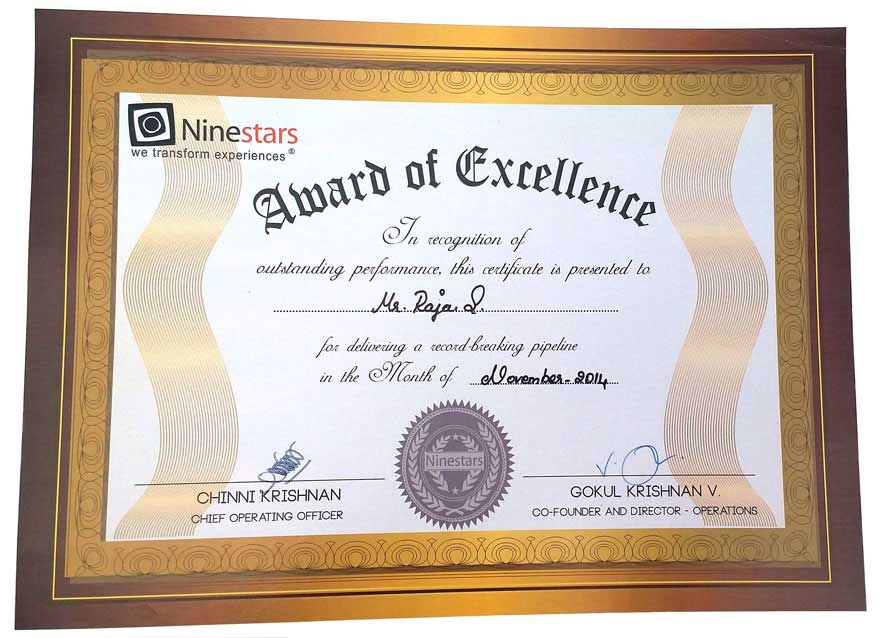 Ninestars
we transform experiences®
Award of Excellence
In recognition of
outstanding performance, this certificate is presented to
Mr. Raja. S.
for delivering a record-breaking pipeline
in the Month of November - 2014
Ninestars
CHINNI KRISHNAN
CHIEF OPERATING OFFICER
GOKUL KRISHNAN V.
CO-FOUNDER AND DIRECTOR - OPERATIONS